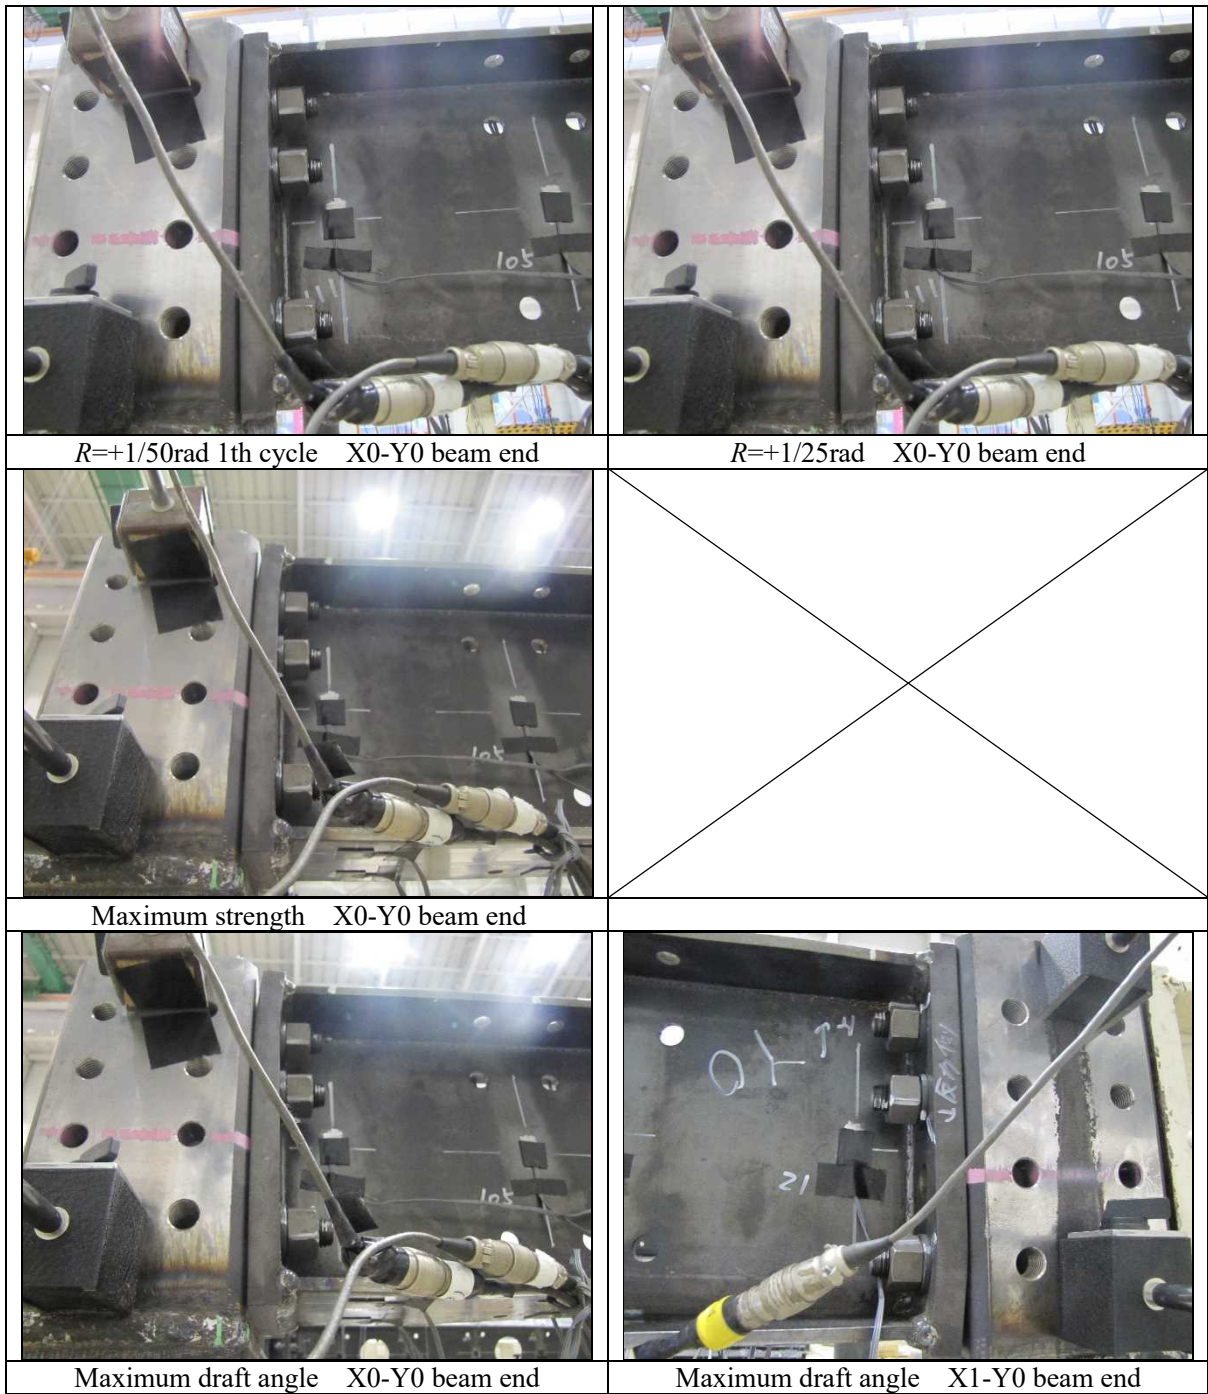 105
105
R=+1/50rad 1th cycle    X0-Y0 beam end
R=+1/25rad    X0-Y0 beam end
105
Maximum strength    X0-Y0 beam end
105
OY
21
Maximum draft angle    X0-Y0 beam end
Maximum draft angle    X1-Y0 beam end